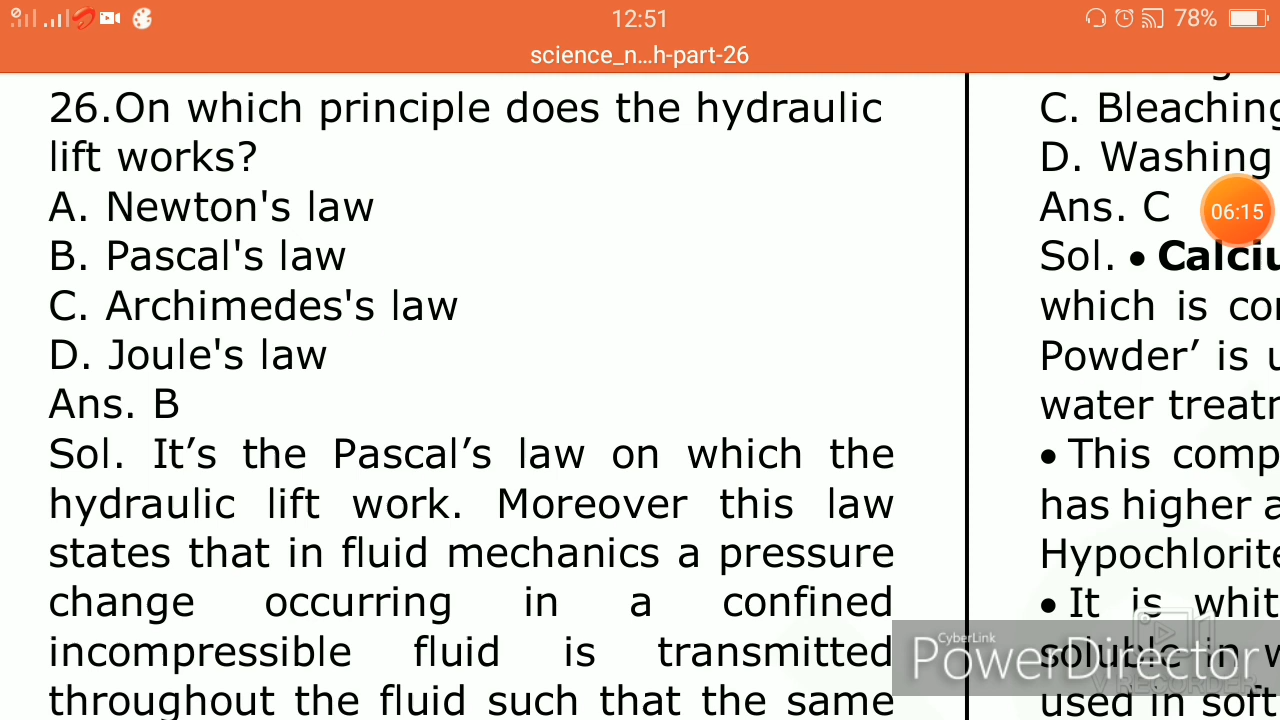 12:51
78%
science_n...h-part-26
26.On which principle does the hydraulic
lift works?
A. Newton's law
B. Pascal's law
C. Archimedes's law
D. Joule's law
Ans. B
Sol. It’s the Pascal’s law on which the
hydraulic lift work. Moreover this law
states that in fluid mechanics a pressure
change occurring in a confined
incompressible fluid is transmitted
throughout the fluid such that the same
C. Bleaching
D. Washing
Ans. C
06:15
Sol. • Calciu
which is co
Powder’ is u
water treatr
• This comp
has higher a
Hypochlorite
• It is whit
soluble in w
used in soft
CyberLink
PowerDirector
V RECORDER